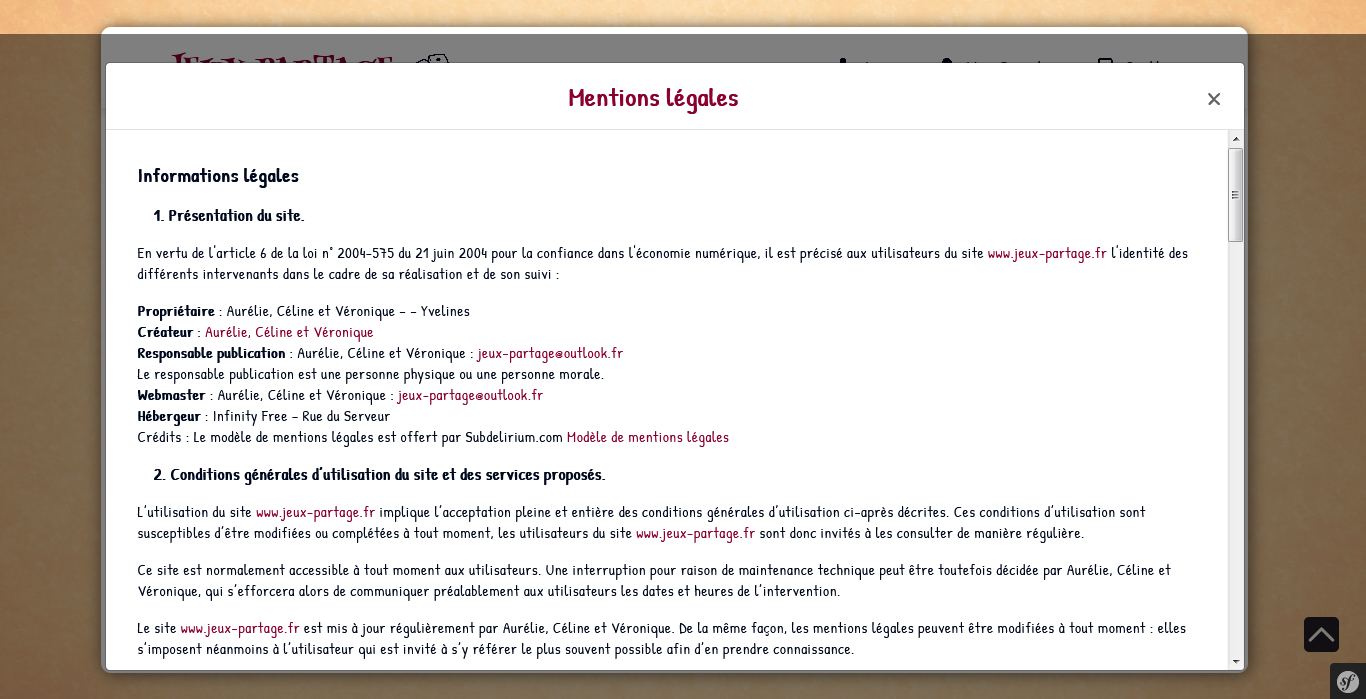 Mentions légales
×
Informations légales
1. Présentation du site.
En vertu de l'article 6 de la loi n° 2004-575 du 21 juin 2004 pour la confiance dans l'économie numérique, il est précisé aux utilisateurs du site www.jeux-partage.fr l'identité des
différents intervenants dans le cadre de sa réalisation et de son suivi :
Propriétaire : Aurélie, Céline et Véronique – – Yvelines
Créateur : Aurélie, Céline et Véronique
Responsable publication : Aurélie, Céline et Véronique : jeux-partage@outlook.fr
Le responsable publication est une personne physique ou une personne morale.
Webmaster : Aurélie, Céline et Véronique : jeux-partage@outlook.fr
Hébergeur : Infinity Free – Rue du Serveur
Crédits : Le modèle de mentions légales est offert par Subdelirium.com Modèle de mentions légales
2. Conditions générales d'utilisation du site et des services proposés.
L'utilisation du site www.jeux-partage.fr implique l'acceptation pleine et entière des conditions générales d'utilisation ci-après décrites. Ces conditions d'utilisation sont
susceptibles d'être modifiées ou complétées à tout moment, les utilisateurs du site www.jeux-partage.fr sont donc invités à les consulter de manière régulière.
Ce site est normalement accessible à tout moment aux utilisateurs. Une interruption pour raison de maintenance technique peut être toutefois décidée par Aurélie, Céline et
Véronique, qui s'efforcera alors de communiquer préalablement aux utilisateurs les dates et heures de l'intervention.
Le site www.jeux-partage.fr est mis à jour régulièrement par Aurélie, Céline et Véronique. De la même façon, les mentions légales peuvent être modifiées à tout moment : elles
s'imposent néanmoins à l'utilisateur qui est invité à s'y référer le plus souvent possible afin d'en prendre connaissance.
sf